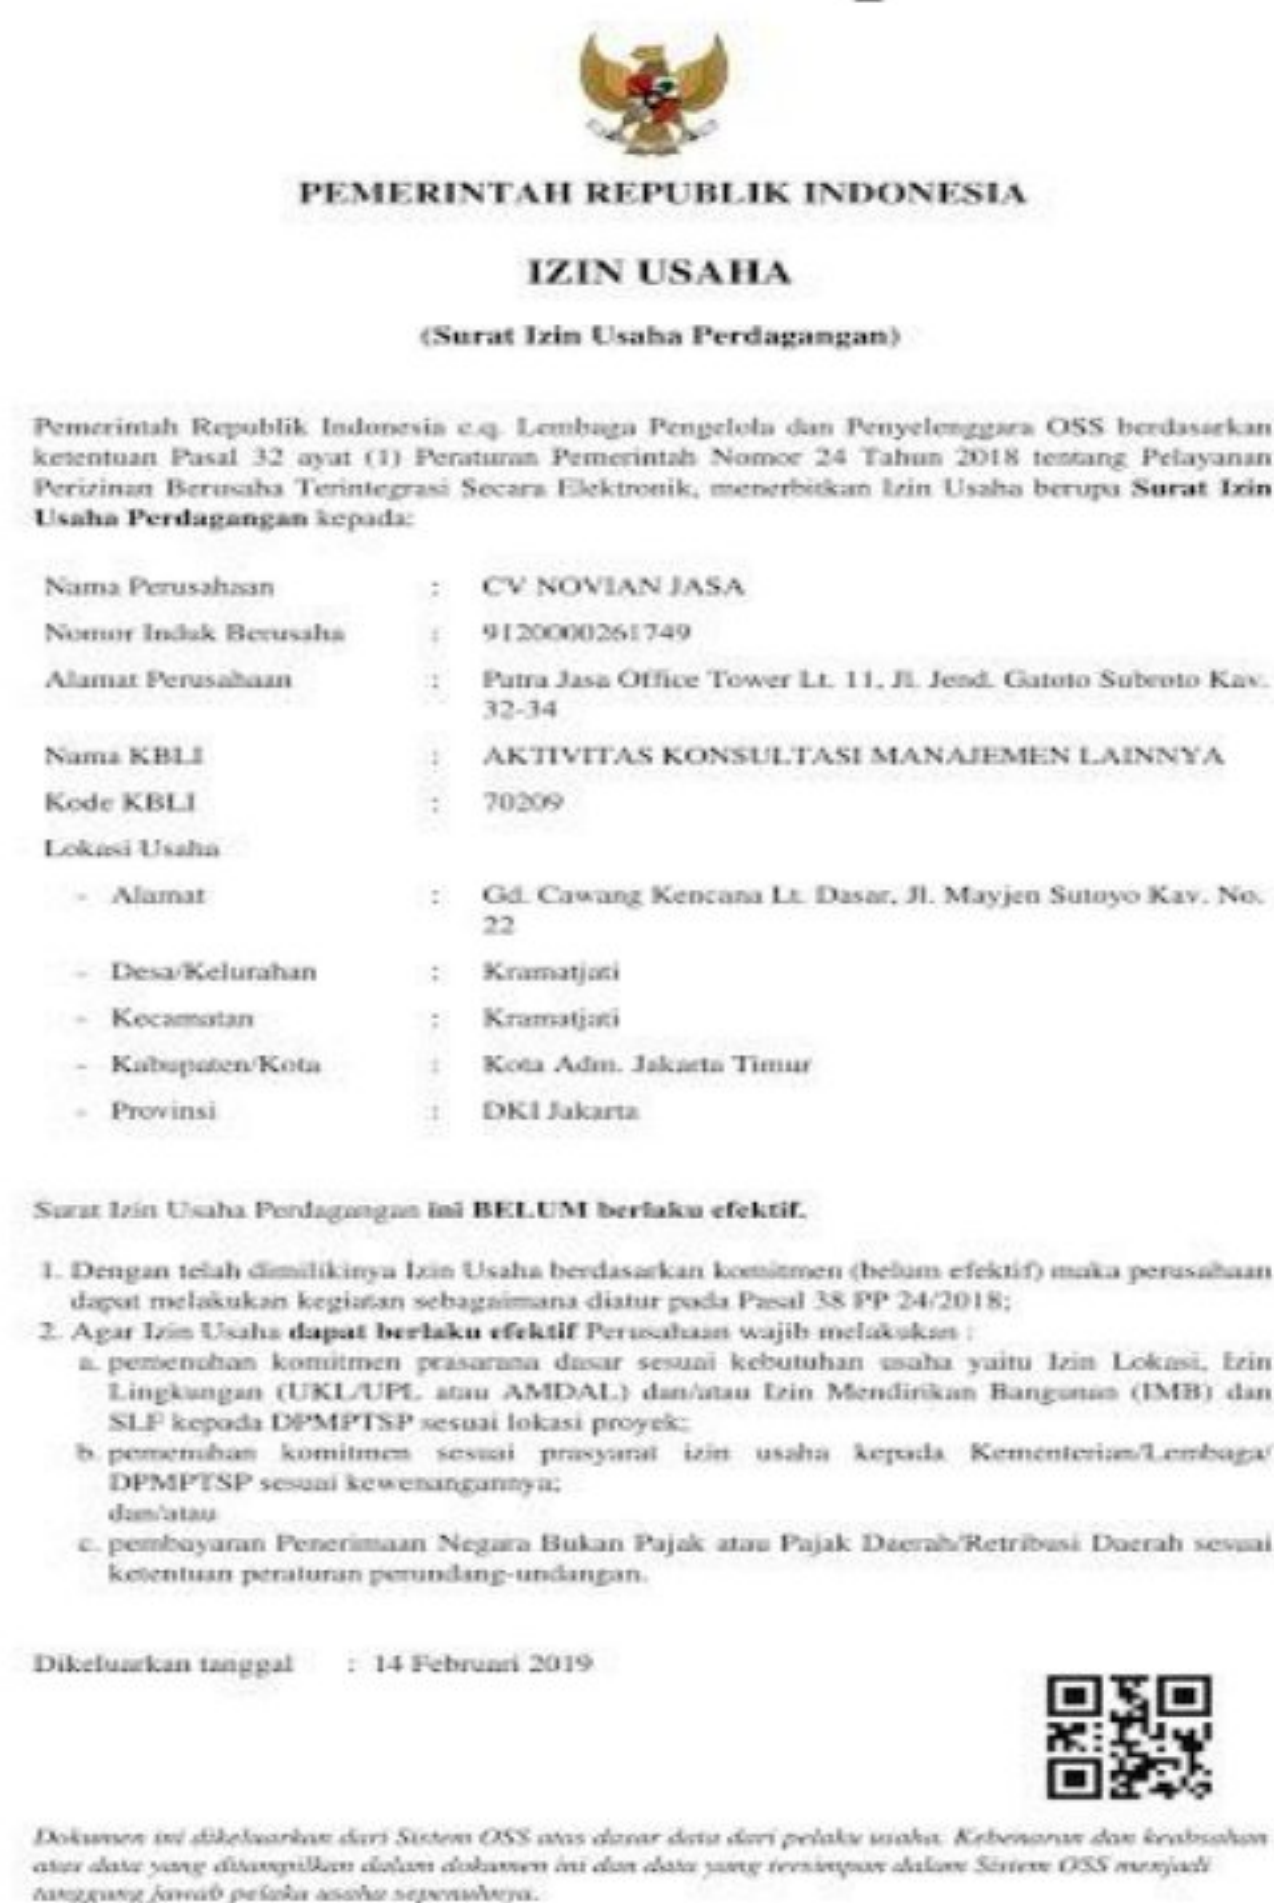 PEMERINTAH REPUBLIK INDONESIA
IZIN USAHA
(Surat Izin Usaha Perdagangan)
Pemerintah Republik Indonesia c.q. Lembaga Pengelola dan Penyelenggara OSS berdasarkan
ketentuan Pasal 32 ayat (1) Peraturan Pemerintah Nomor 24 Tahun 2018 tentang Pelayanan
Perizinan Berusaha Terintegrasi Secara Elektronik, menerbitkan Izin Usaha berupa Surat Izin
Usaha Perdagangan kepada:
Nama Perusahaan : CV NOVIAN JASA
Nomor Induk Berusaha : 9120000261749
Alamat Perusahaan : Putra Jasa Office Tower Lt. 11, Jl. Jend. Gatoto Subroto Kav.
32-34
Nama KBLI : AKTIVITAS KONSULTASI MANAJEMEN LAINNYA
Kode KBLI : 70209
Lokasi Usaha
- Alamat : Gd. Cawang Kencana Lt. Dasar, Jl. Mayjen Sutoyo Kav. No.
22
- Desa/Kelurahan : Kramatjati
- Kecamatan : Kramatjati
- Kabupaten/Kota : Kota Adm. Jakarta Timur
- Provinsi : DKI Jakarta
Surat Izin Usaha Perdagangan ini BELUM berlaku efektif.
1. Dengan telah dimilikinya Izin Usaha berdasarkan komitmen (belum efektif) maka perusahaan
dapat melakukan kegiatan sebagaimana diatur pada Pasal 38 PP 24/2018;
2. Agar Izin Usaha dapat berlaku efektif Perusahaan wajib melakukan :
a. pemenuhan komitmen prasarana dasar sesuai kebutuhan usaha yaitu Izin Lokasi, Izin
Lingkungan (UKL/UPL atau AMDAL) dan/atau Izin Mendirikan Bangunan (IMB) dan
SLF kepada DPMPTSP sesuai lokasi proyek;
b. pemenuhan komitmen sesuai prasyarat izin usaha kepada Kementerian/Lembaga/
DPMPTSP sesuai kewenangannya;
dan/atau
c. pembayaran Penerimaan Negara Bukan Pajak atau Pajak Daerah/Retribusi Daerah sesuai
ketentuan peraturan perundang-undangan.
Dikeluarkan tanggal : 14 Februari 2019
Dokumen ini dikeluarkan dari Sistem OSS atas dasar data dari pelaku usaha. Kebenaran dan keabsahan
atas data yang ditampilkan dalam dokumen ini dan data yang tersimpan dalam Sistem OSS menjadi
tanggung jawab pelaku usaha sepenuhnya.